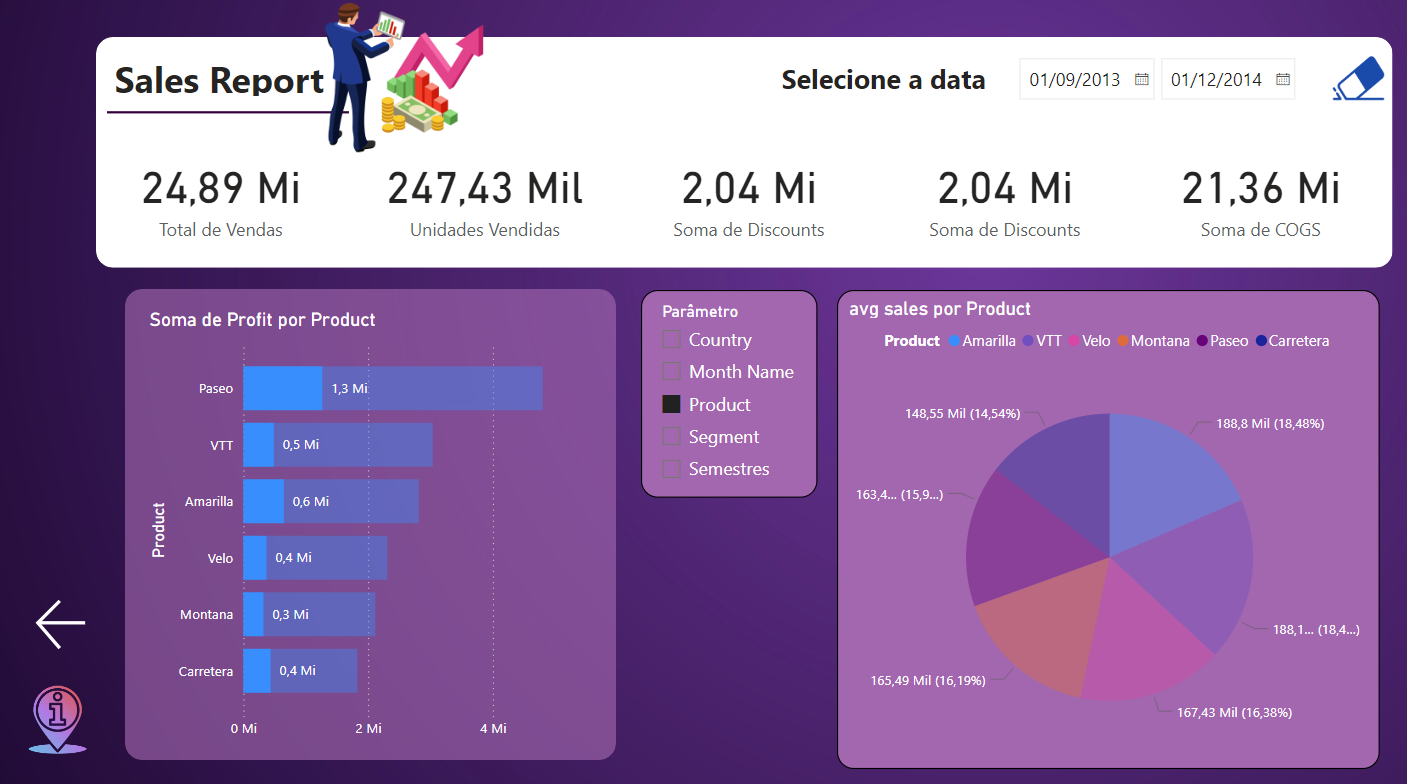 Sales Report
Selecione a data
01/09/2013
01/12/2014
24,89 Mi
Total de Vendas
247,43 Mil
Unidades Vendidas
2,04 Mi
Soma de Discounts
2,04 Mi
Soma de Discounts
21,36 Mi
Soma de COGS
Soma de Profit por Product
Product
Paseo
1,3 Mi
VTT
0,5 Mi
Amarilla
0,6 Mi
Velo
0,4 Mi
Montana
0,3 Mi
Carretera
0,4 Mi
0 Mi
2 Mi
4 Mi
Parâmetro
Country
Month Name
Product
Segment
Semestres
avg sales por Product
Product Amarilla VTT Velo Montana Paseo Carretera
148,55 Mil (14,54%)
188,8 Mil (18,48%)
163,4... (15,9...)
188,1... (18,4...)
165,49 Mil (16,19%)
167,43 Mil (16,38%)
i